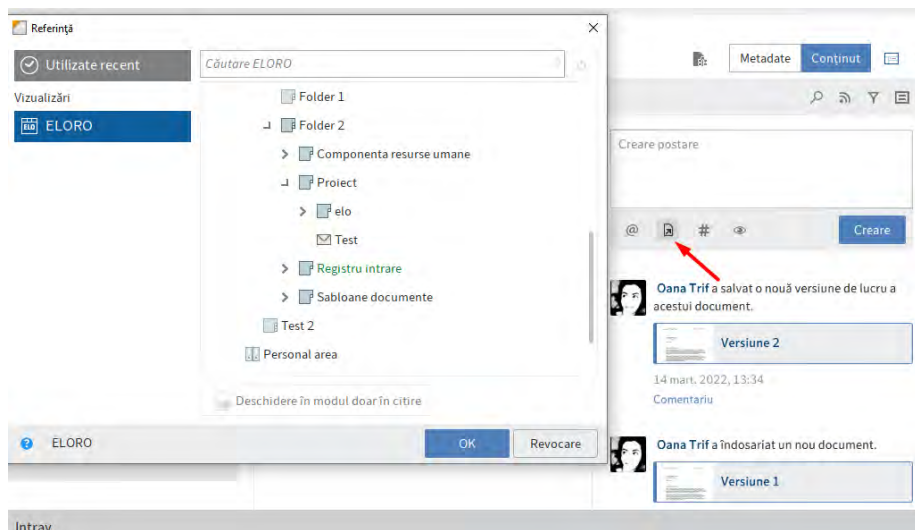 Referință
Utilizate recent
Vizualizări
ELORO
Căutare ELORO
Folder 1
Folder 2
Componenta resurse umane
Proiect
elo
Test
Registru intrare
Sabloane documente
Test 2
Personal area
Deschidere în modul doar în citire
ELORO
OK
Revocare
Metadate
Conținut
Creare postare
@
#
Creare
Oana Trif a salvat o nouă versiune de lucru a
acestui document.
Versiune 2
14 mart. 2022, 13:34
Comentariu
Oana Trif a îndosariat un nou document.
Versiune 1
Intrav